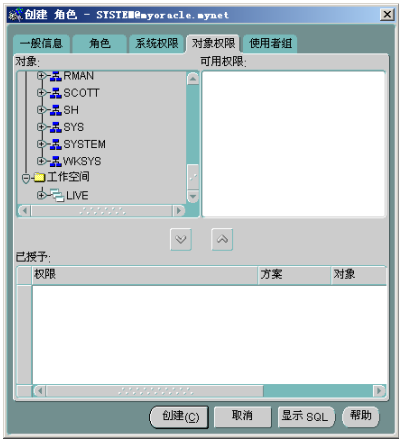 创建 角色 - SYSTEM@myoracle.mynet
一般信息 角色 系统权限 对象权限 使用者组
对象: 可用权限:
RMAN
SCOTT
SH
SYS
SYSTEM
WKSYS
工作空间
LIVE
已授予:
权限 方案 对象
创建(C) 取消 显示 SQL 帮助